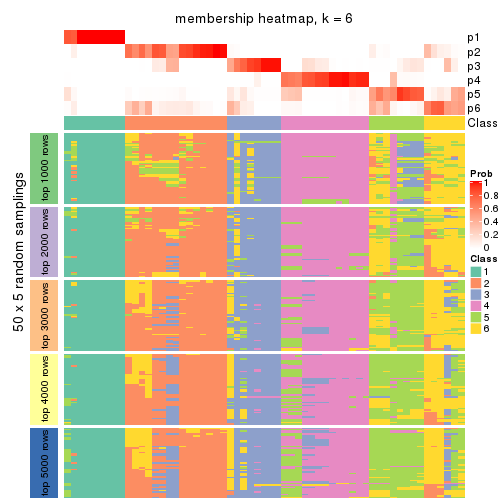 membership heatmap, k = 6
p1
p2
p3
p4
p5
p6
Class
50 x 5 random samplings
top 1000 rows
top 2000 rows
top 3000 rows
top 4000 rows
top 5000 rows
Prob
1
0.8
0.6
0.4
0.2
0
Class
1
2
3
4
5
6